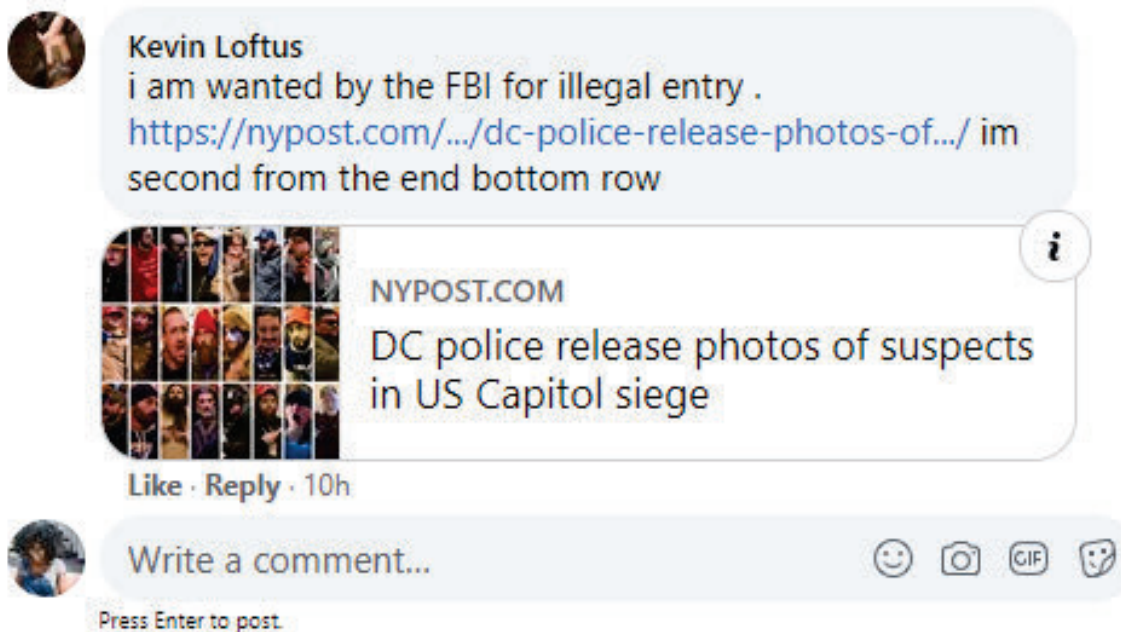 Kevin Loftus
i am wanted by the FBI for illegal entry .
https://nypost.com/.../dc-police-release-photos-of.../ im
second from the end bottom row
i
NYPOST.COM
DC police release photos of suspects
in US Capitol siege
Like · Reply · 10h
Write a comment...
GIF
Press Enter to post.